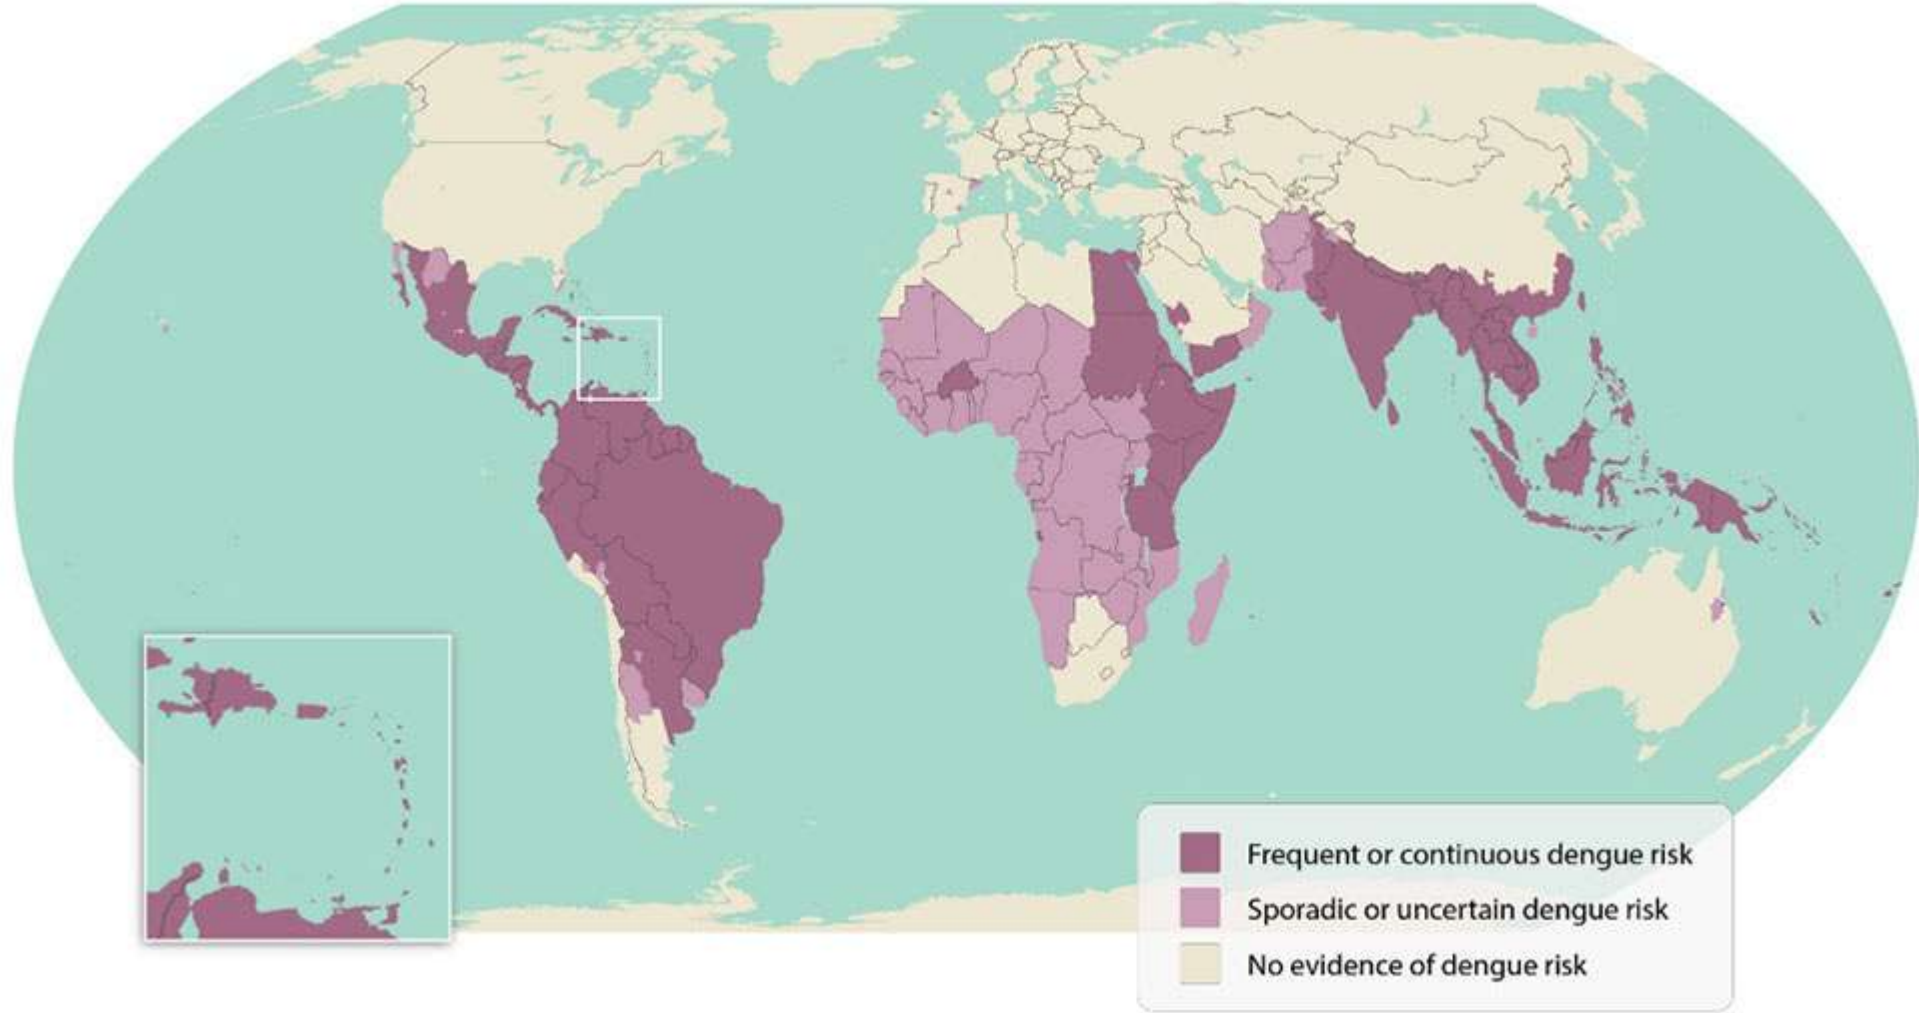 Frequent or continuous dengue risk
Sporadic or uncertain dengue risk
No evidence of dengue risk